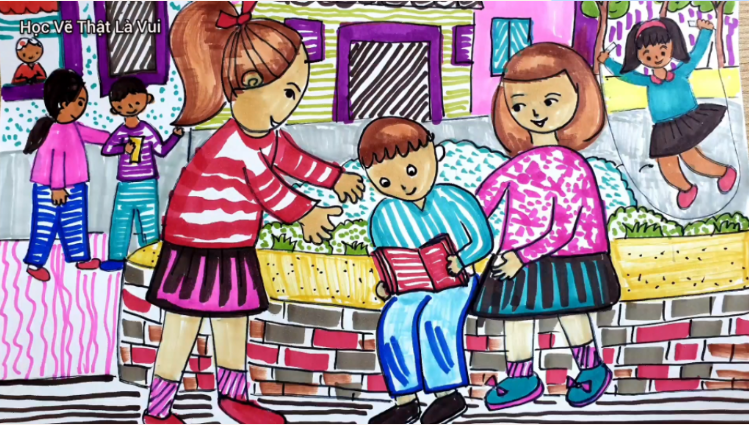 Học Vẽ Thật Là Vui